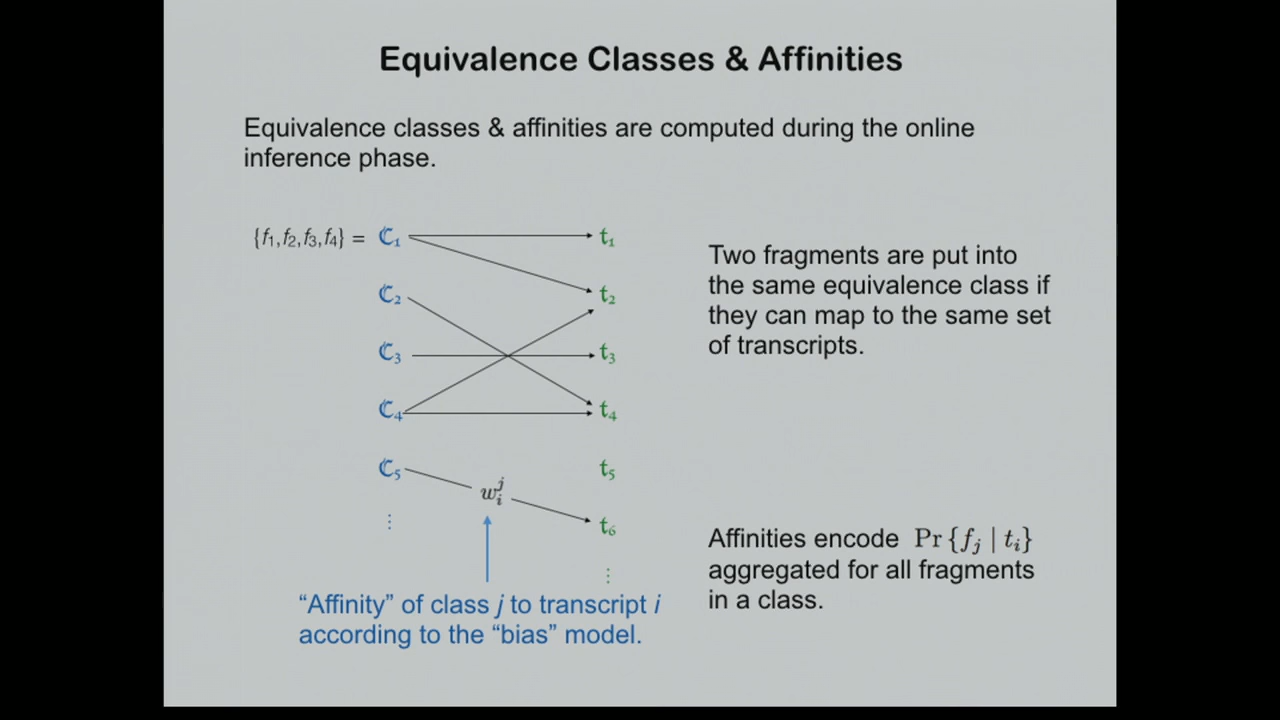 Equivalence Classes & Affinities
Equivalence classes & affinities are computed during the online
inference phase.
{f₁,f₂,f₃,f₄} = ℂ₁ t₁
ℂ₂ t₂
ℂ₃ t₃
ℂ₄ t₄
ℂ₅ t₅
w_i^j
⋮ t₆
⋮
Two fragments are put into
the same equivalence class if
they can map to the same set
of transcripts.
Affinities encode Pr{f_j | t_i}
aggregated for all fragments
in a class.
“Affinity” of class j to transcript i
according to the “bias” model.